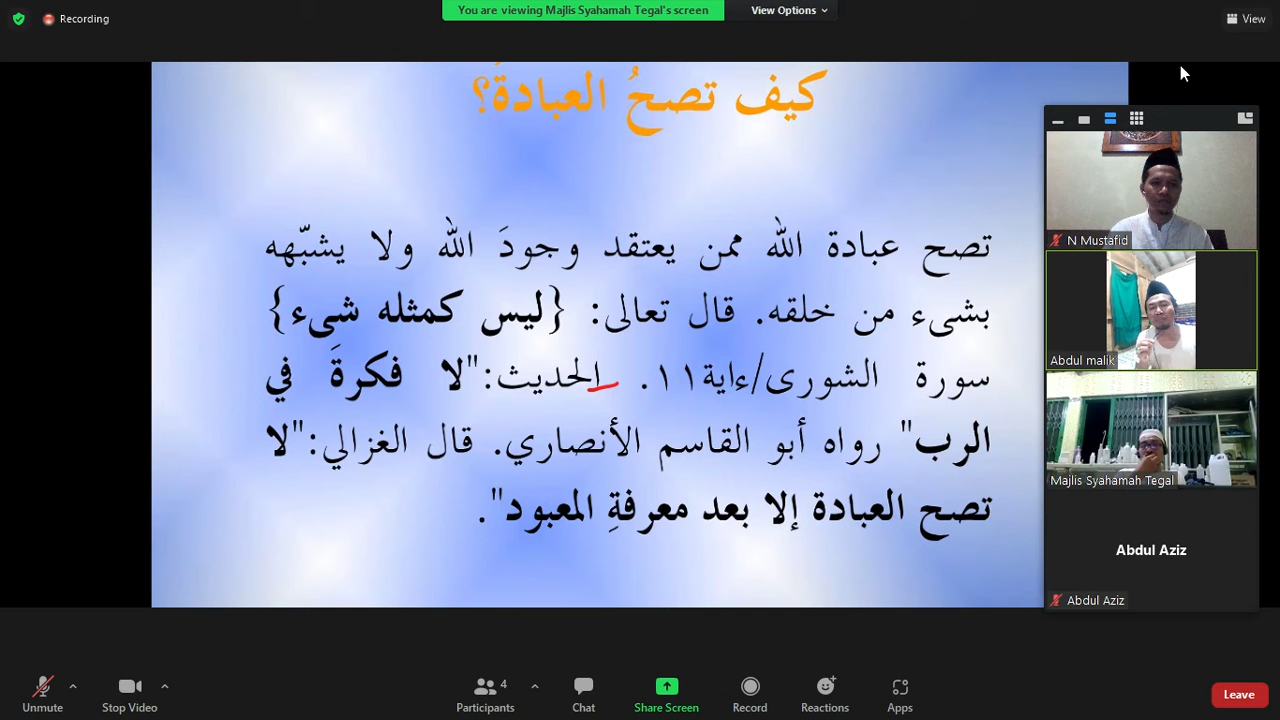 Recording
You are viewing Majlis Syahamah Tegal's screen
View Options
View
كيف تصحُ العبادةُ؟
تصح عبادة الله ممن يعتقد وجودَ الله ولا يشبّهه
بشىء من خلقه. قال تعالى: {ليس كمثله شىء}
سورة الشورى/ءاية١١. الحديث:"لا فكرةَ في
الرب" رواه أبو القاسم الأنصاري. قال الغزالي:"لا
تصح العبادة إلا بعد معرفةِ المعبود".
N Mustafid
Abdul malik
Majlis Syahamah Tegal
Abdul Aziz
Abdul Aziz
Unmute
Stop Video
4
Participants
Chat
Share Screen
Record
Reactions
Apps
Leave